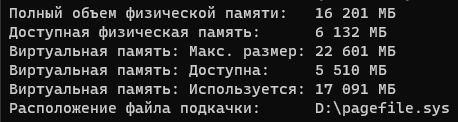 Полный объем физической памяти: 16 201 МБ
Доступная физическая память: 6 132 МБ
Виртуальная память: Макс. размер: 22 601 МБ
Виртуальная память: Доступна: 5 510 МБ
Виртуальная память: Используется: 17 091 МБ
Расположение файла подкачки: D:\pagefile.sys